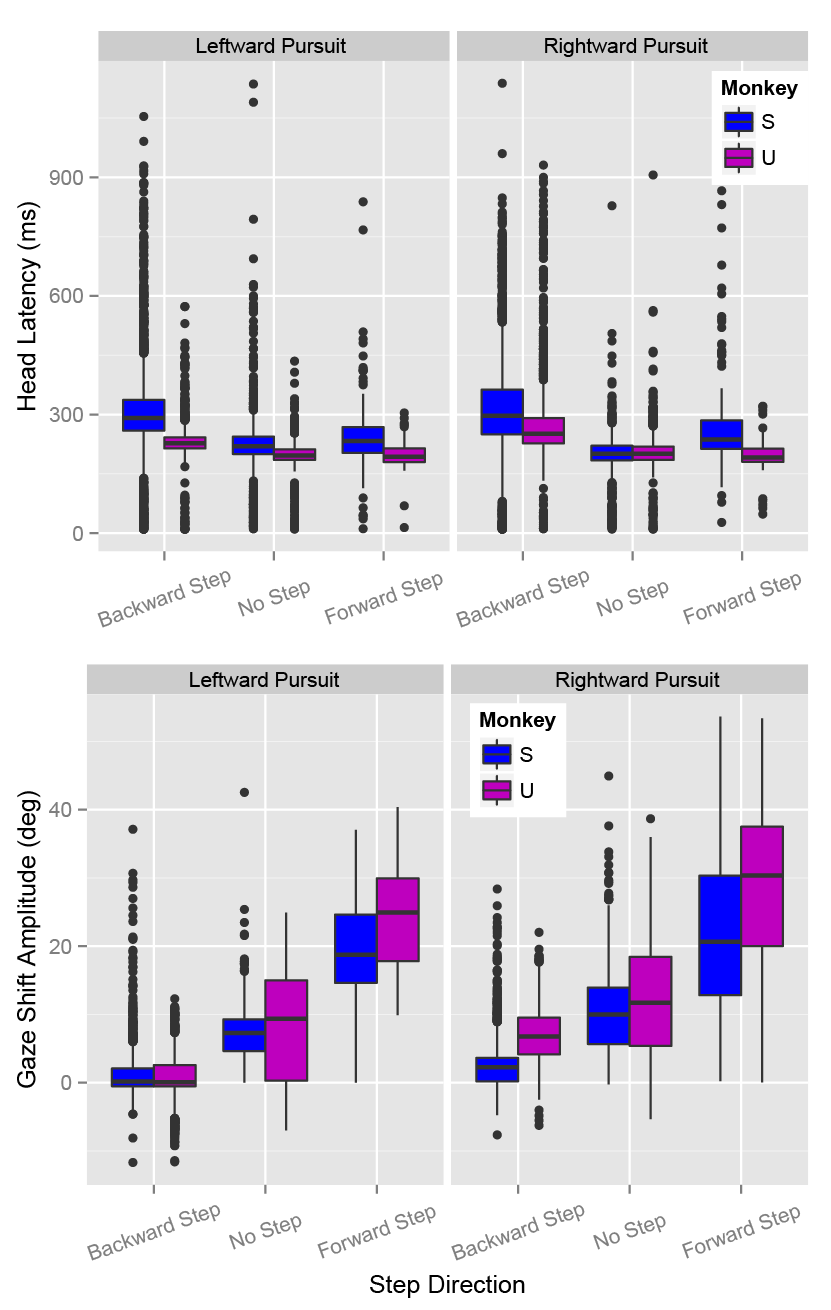 Leftward Pursuit
Rightward Pursuit
Monkey
S
U
Head Latency (ms)
900
600
300
0
Backward Step
No Step
Forward Step
Backward Step
No Step
Forward Step
Leftward Pursuit
Rightward Pursuit
Monkey
S
U
Gaze Shift Amplitude (deg)
40
20
0
Backward Step
No Step
Forward Step
Backward Step
No Step
Forward Step
Step Direction